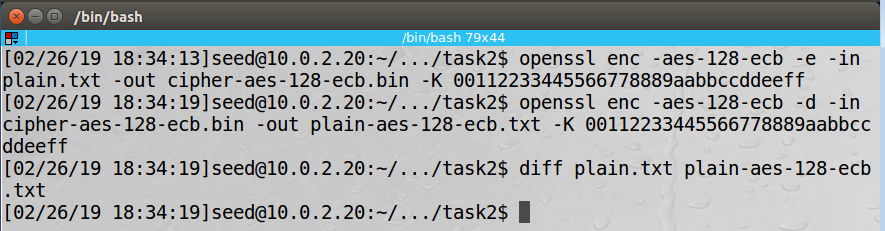 /bin/bash
/bin/bash 79x44
[02/26/19 18:34:13]seed@10.0.2.20:~/.../task2$ openssl enc -aes-128-ecb -e -in
plain.txt -out cipher-aes-128-ecb.bin -K 00112233445566778889aabbccddeeff
[02/26/19 18:34:19]seed@10.0.2.20:~/.../task2$ openssl enc -aes-128-ecb -d -in
cipher-aes-128-ecb.bin -out plain-aes-128-ecb.txt -K 00112233445566778889aabbcc
ddeeff
[02/26/19 18:34:19]seed@10.0.2.20:~/.../task2$ diff plain.txt plain-aes-128-ecb
.txt
[02/26/19 18:34:19]seed@10.0.2.20:~/.../task2$